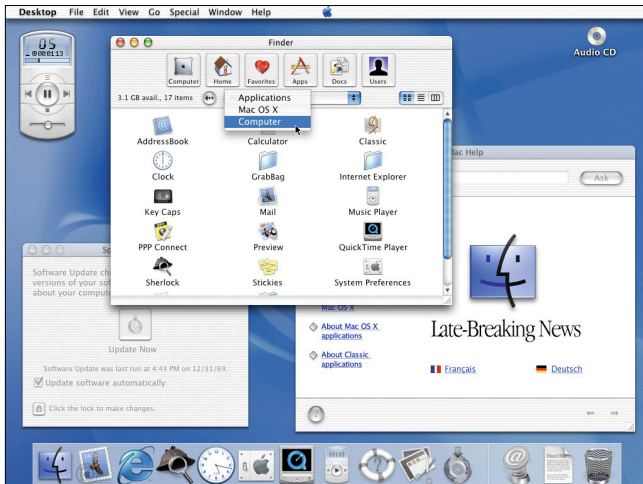 Desktop File Edit View Go Special Window Help
05
00:01:13
Audio CD
Finder
Computer Home Favorites Apps Docs Users
3.1 GB avail., 17 items
Applications
Mac OS X
Computer
AddressBook Calculator Classic
Clock GrabBag Internet Explorer
Key Caps Mail Music Player
PPP Connect Preview QuickTime Player
Sherlock Stickies System Preferences
Mac Help
Ask
Software Update
versions of your
about your
Update Now
Software Update was last run at 4:43 PM on 12/31/69.
Update software automatically
Click the lock to make changes.
Mac OS X
About Mac OS X
applications
About Classic
applications
Late-Breaking News
Français Deutsch
Read Me